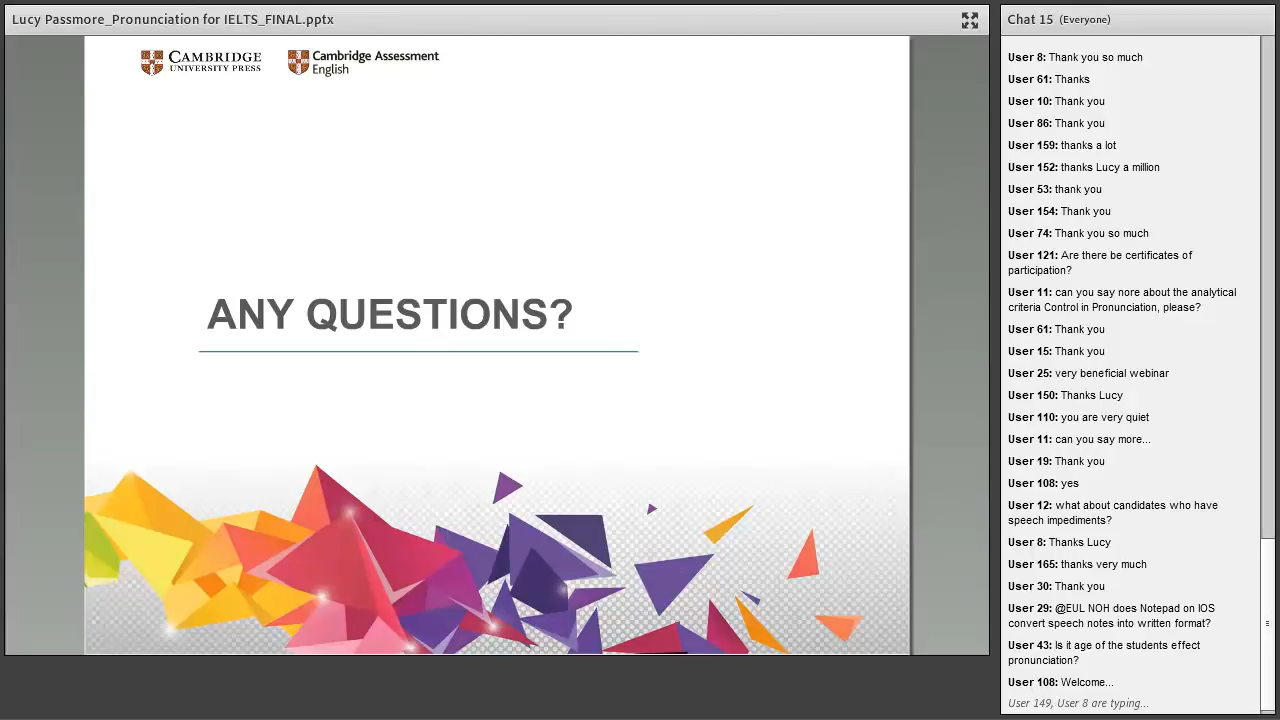 Lucy Passmore_Pronunciation for IELTS_FINAL.pptx
CAMBRIDGE
UNIVERSITY PRESS
Cambridge Assessment
English
ANY QUESTIONS?
Chat 15 (Everyone)
User 8: Thank you so much
User 61: Thanks
User 10: Thank you
User 86: Thank you
User 159: thanks a lot
User 152: thanks Lucy a million
User 53: thank you
User 154: Thank you
User 74: Thank you so much
User 121: Are there be certificates of
participation?
User 11: can you say nore about the analytical
criteria Control in Pronunciation, please?
User 61: Thank you
User 15: Thank you
User 25: very beneficial webinar
User 150: Thanks Lucy
User 110: you are very quiet
User 11: can you say more...
User 19: Thank you
User 108: yes
User 12: what about candidates who have
speech impediments?
User 8: Thanks Lucy
User 165: thanks very much
User 30: Thank you
User 29: @EUL NOH does Notepad on IOS
convert speech notes into written format?
User 43: Is it age of the students effect
pronunciation?
User 108: Welcome...
User 149, User 8 are typing...